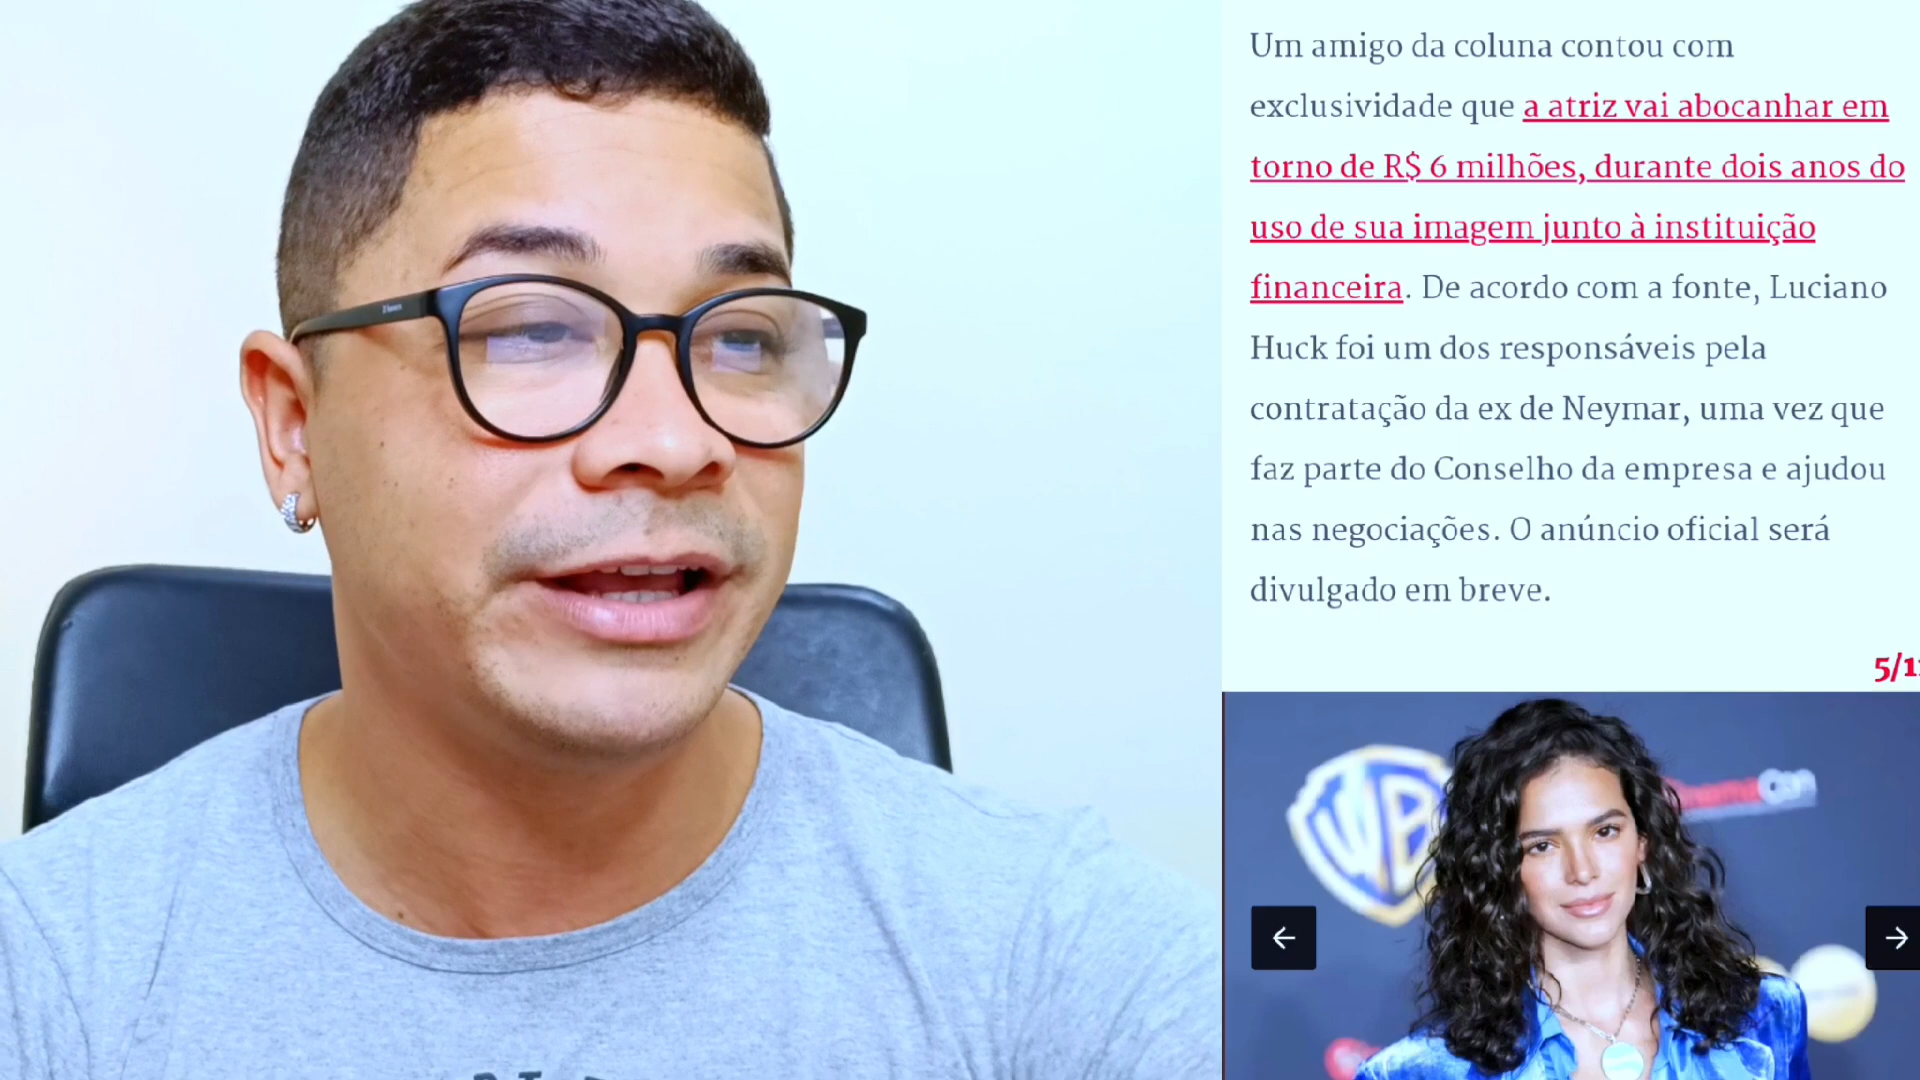 Um amigo da coluna contou com
exclusividade que a atriz vai abocanhar em
torno de R$ 6 milhões, durante dois anos do
uso de sua imagem junto à instituição
financeira. De acordo com a fonte, Luciano
Huck foi um dos responsáveis pela
contratação da ex de Neymar, uma vez que
faz parte do Conselho da empresa e ajudou
nas negociações. O anúncio oficial será
divulgado em breve.
5/1
WB
CinemaCon